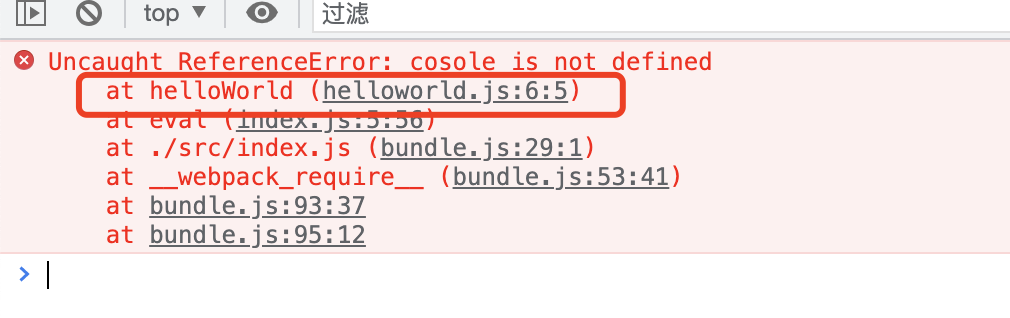 top ▼ 过滤
Uncaught ReferenceError: cosole is not defined
at helloWorld (helloworld.js:6:5)
at eval (index.js:5:56)
at ./src/index.js (bundle.js:29:1)
at __webpack_require__ (bundle.js:53:41)
at bundle.js:93:37
at bundle.js:95:12
>